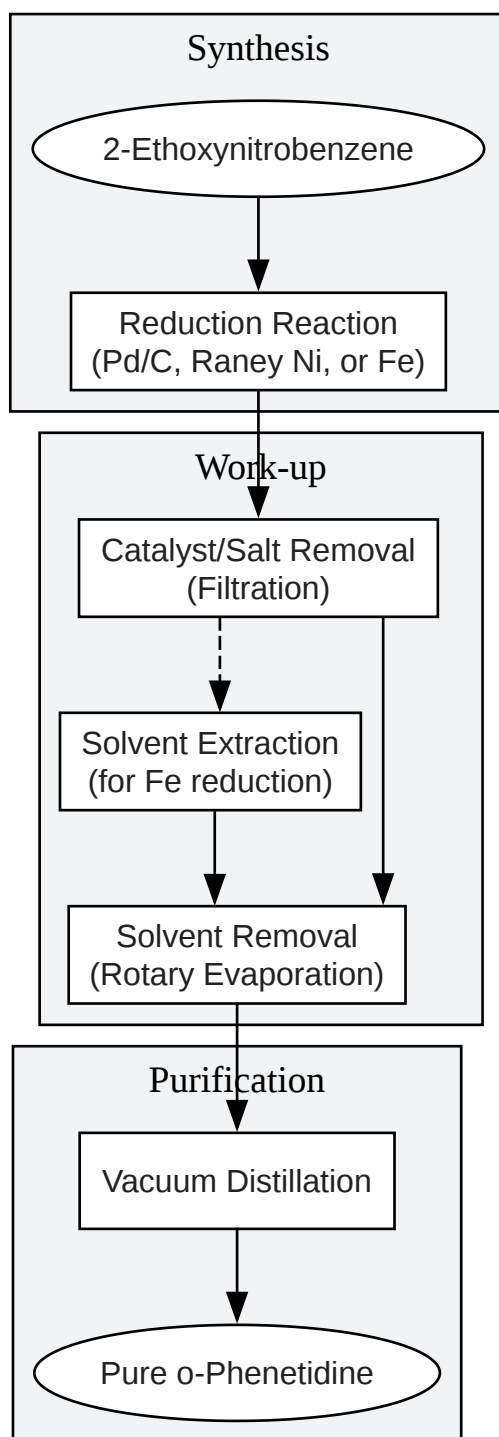 Synthesis
2-Ethoxynitrobenzene
Reduction Reaction
(Pd/C, Raney Ni, or Fe)
Work-up
Catalyst/Salt Removal
(Filtration)
Solvent Extraction
(for Fe reduction)
Solvent Removal
(Rotary Evaporation)
Purification
Vacuum Distillation
Pure o-Phenetidine